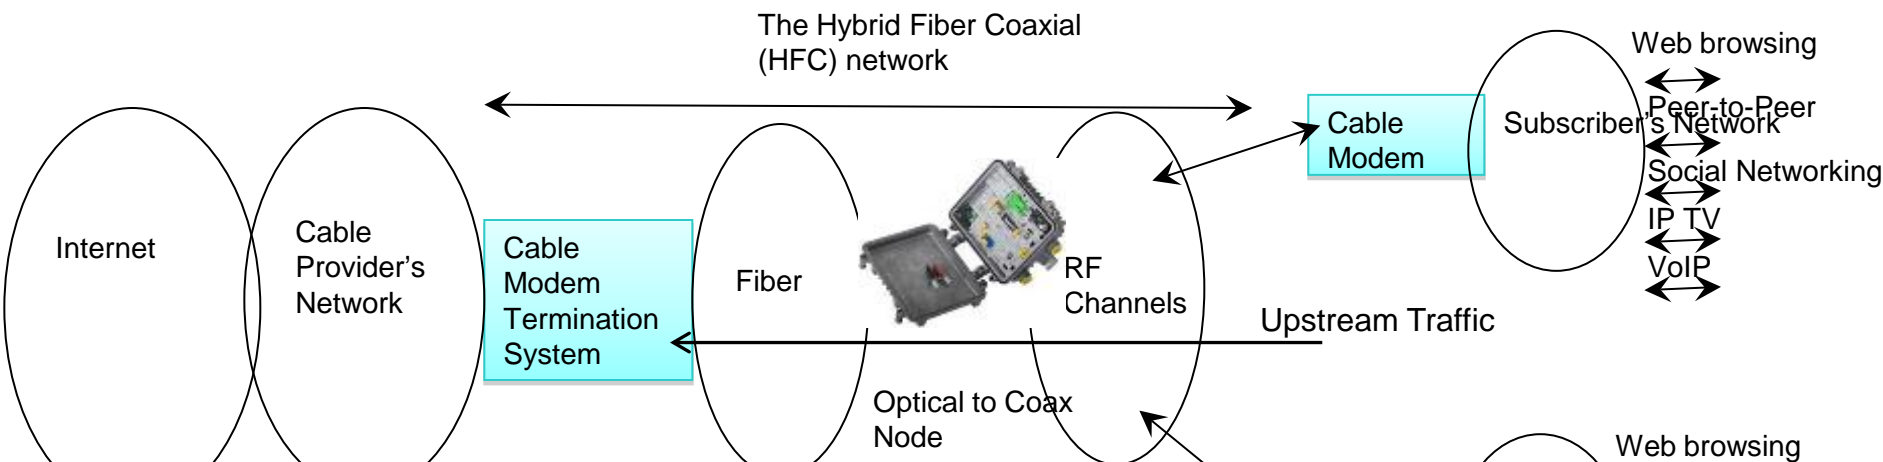 The Hybrid Fiber Coaxial
(HFC) network
Internet
Cable
Provider's
Network
Cable
Modem
Termination
System
Fiber
Optical to Coax
Node
RF
Channels
Upstream Traffic
Cable
Modem
Subscriber's Network
Web browsing
Peer-to-Peer
Social Networking
IP TV
VoIP
Web browsing